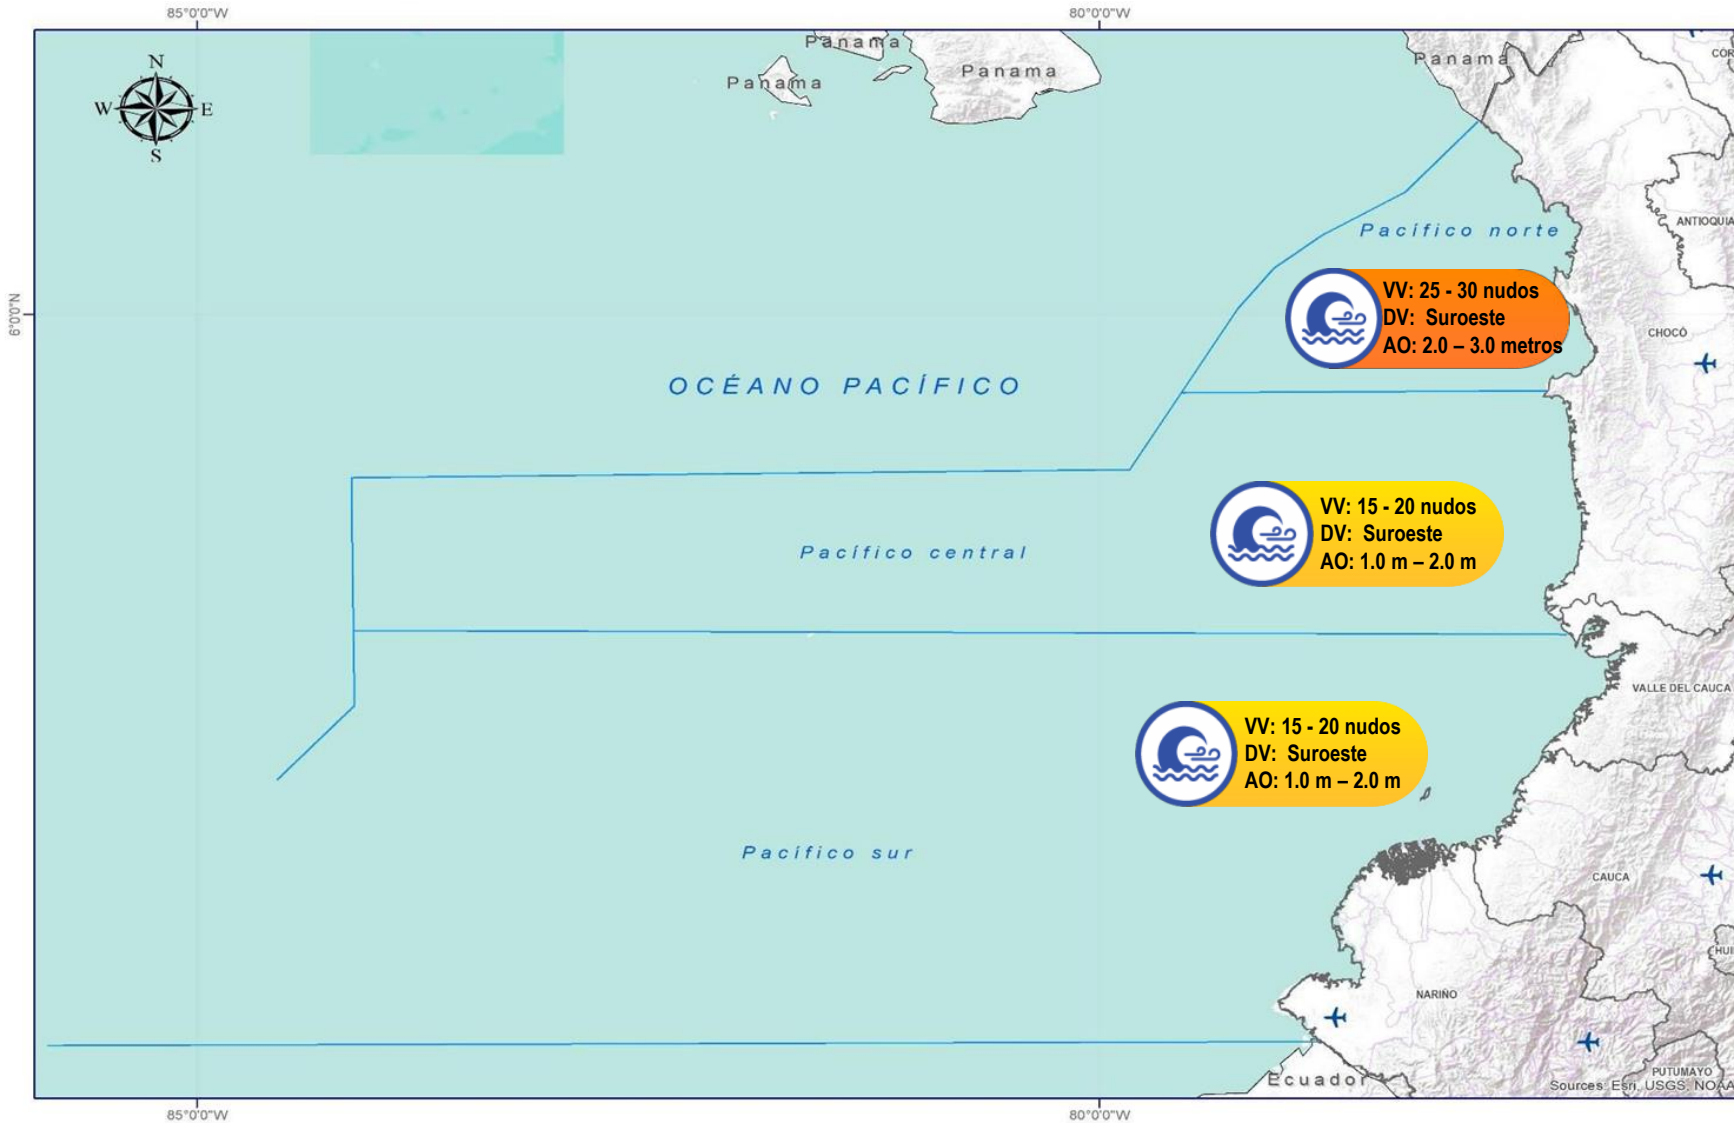 85°0'0"W
80°0'0"W
N
W
E
S
Panama
Panama
Panama
Panama
ANTIOQUIA
Pacífico norte
VV: 25 - 30 nudos
DV: Suroeste
AO: 2.0 – 3.0 metros
6°0'0"N
CHOCÓ
OCÉANO PACÍFICO
VV: 15 - 20 nudos
DV: Suroeste
AO: 1.0 m – 2.0 m
Pacífico central
VALLE DEL CAUCA
VV: 15 - 20 nudos
DV: Suroeste
AO: 1.0 m – 2.0 m
Pacífico sur
CAUCA
HUI
NARIÑO
PUTUMAYO
Ecuador
Sources: Esri, USGS, NOAA
85°0'0"W
80°0'0"W